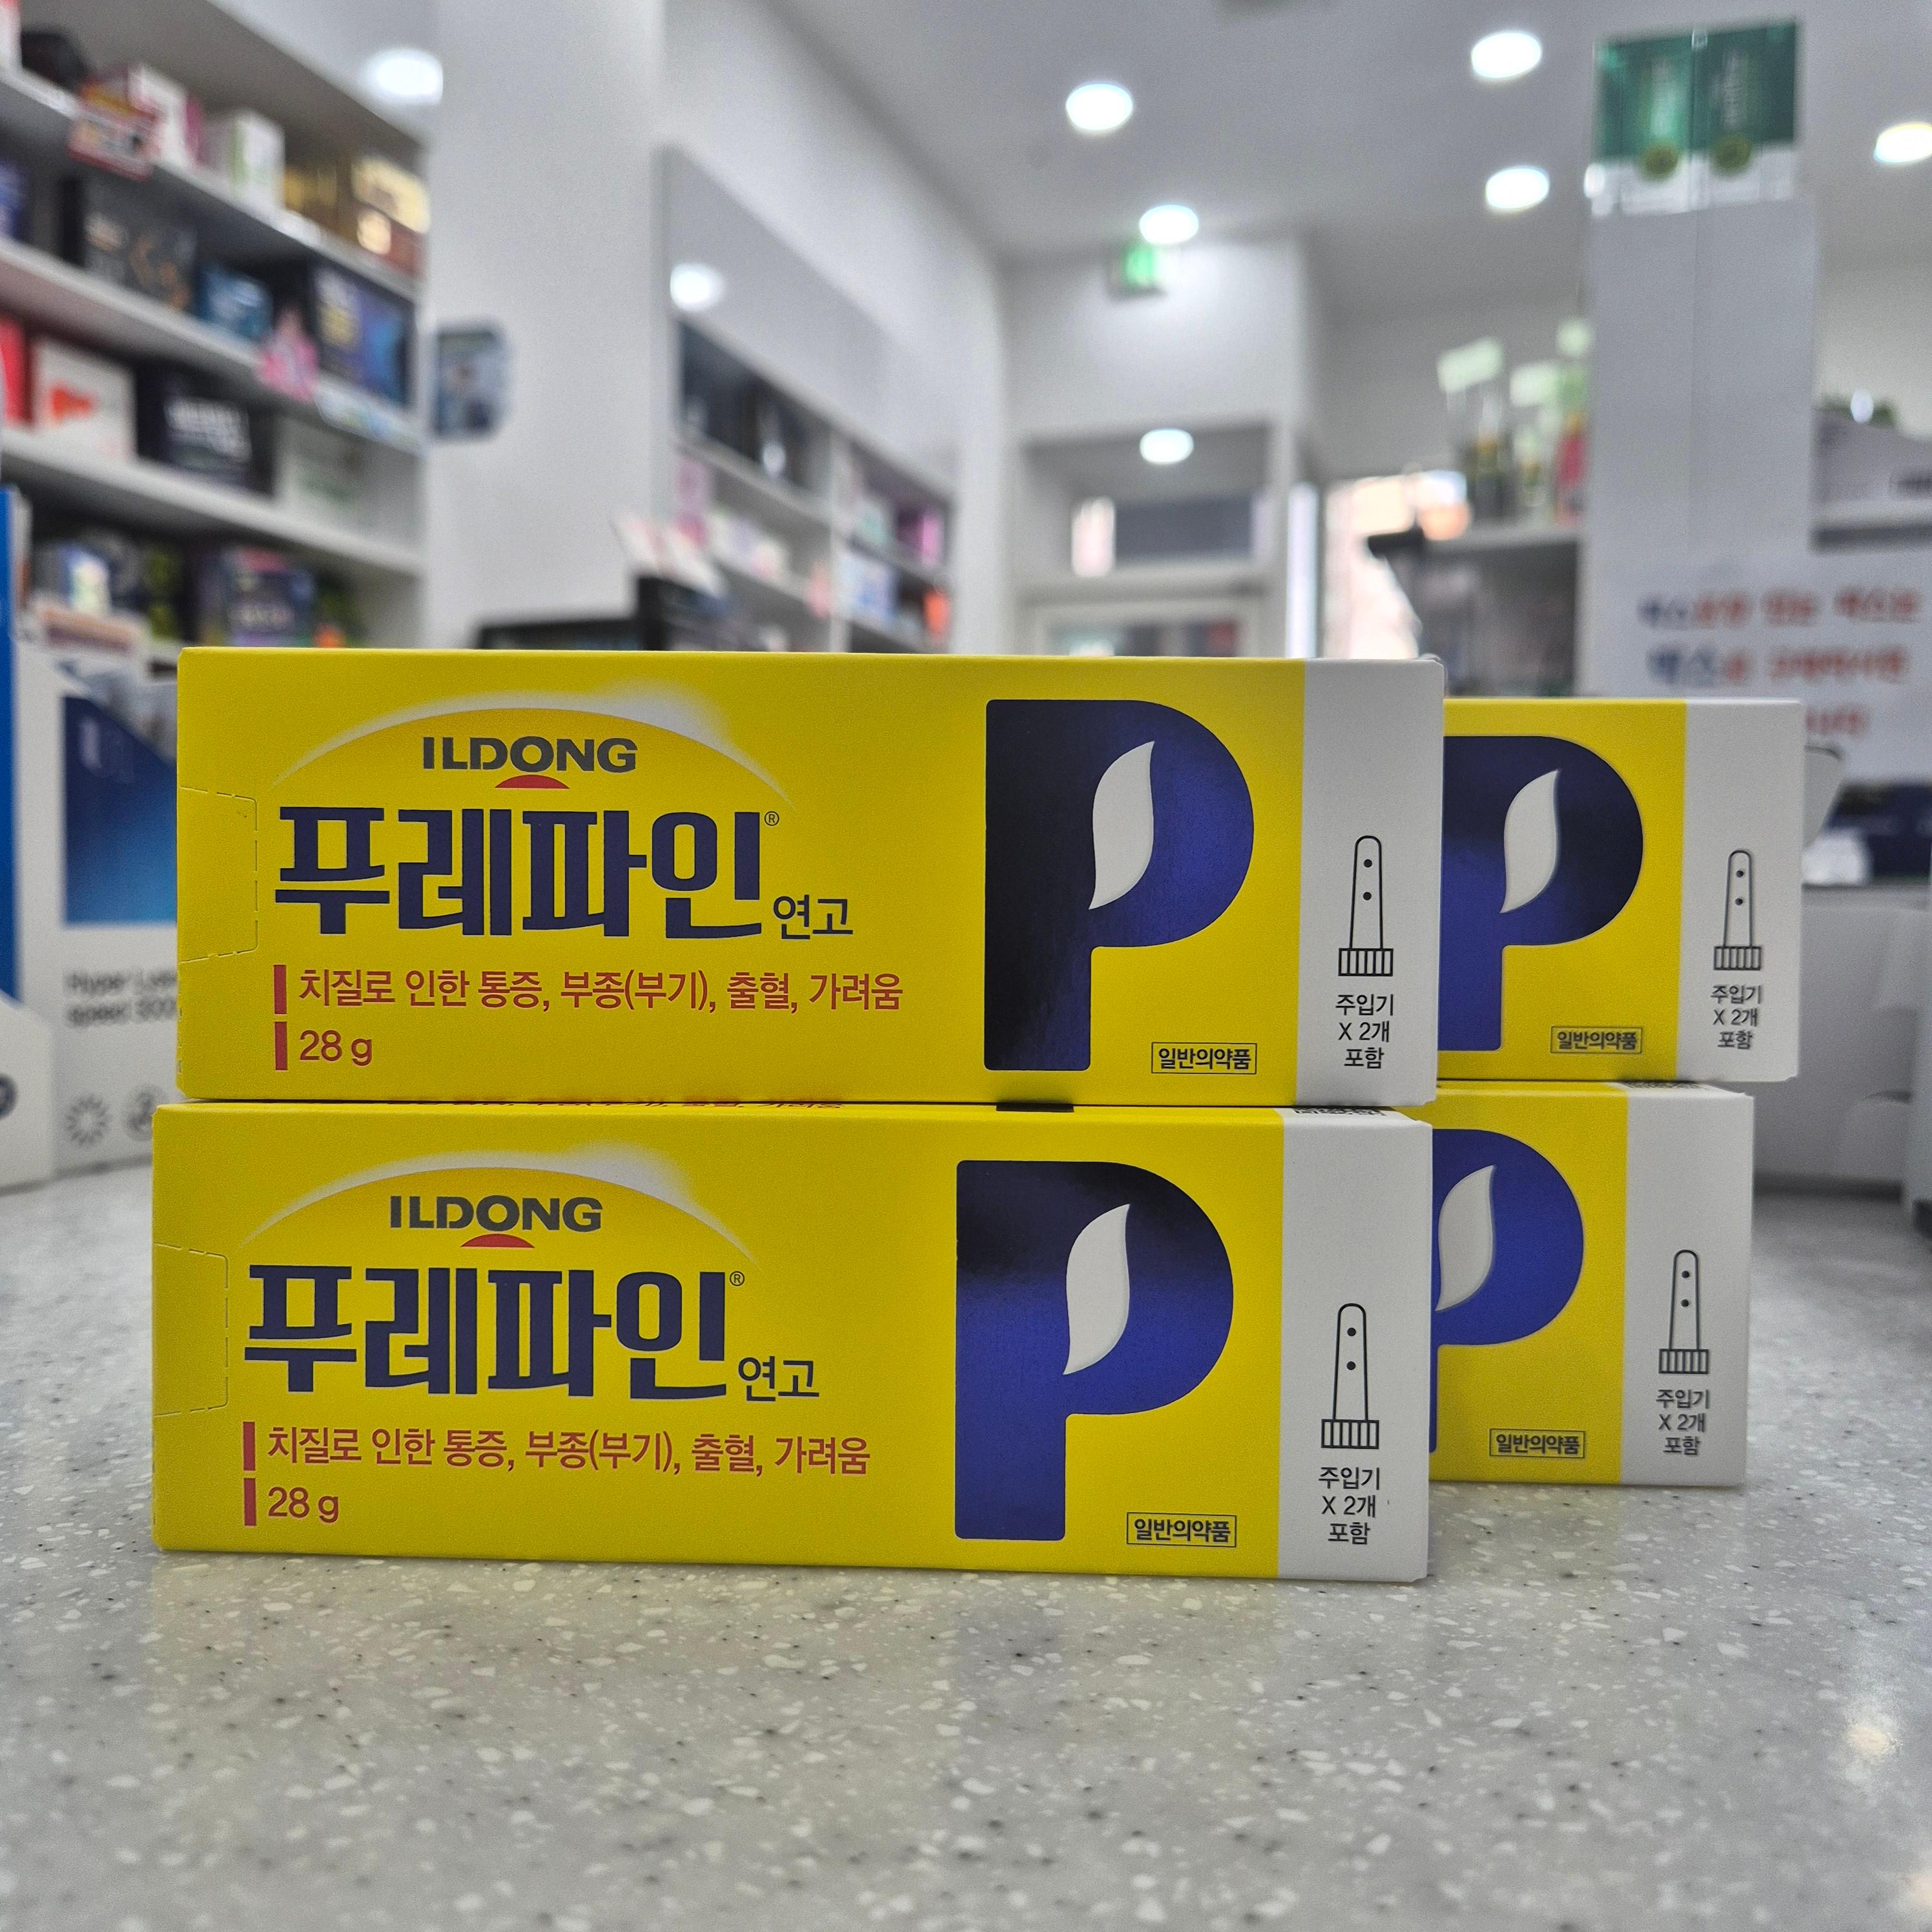 ILDONG
푸레파인® 연고
치질로 인한 통증, 부종(부기), 출혈, 가려움
28 g
일반의약품
주입기
X 2개
포함
일반의약품
주입기
X 2개
포함
ILDONG
푸레파인® 연고
치질로 인한 통증, 부종(부기), 출혈, 가려움
28 g
일반의약품
주입기
X 2개
포함
일반의약품
주입기
X 2개
포함
Hyper
speed